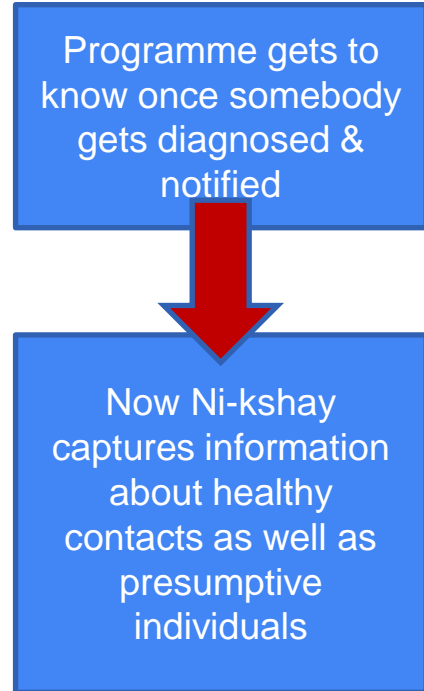 Programme gets to
know once somebody
gets diagnosed &
notified
Now Ni-kshay
captures information
about healthy
contacts as well as
presumptive
individuals